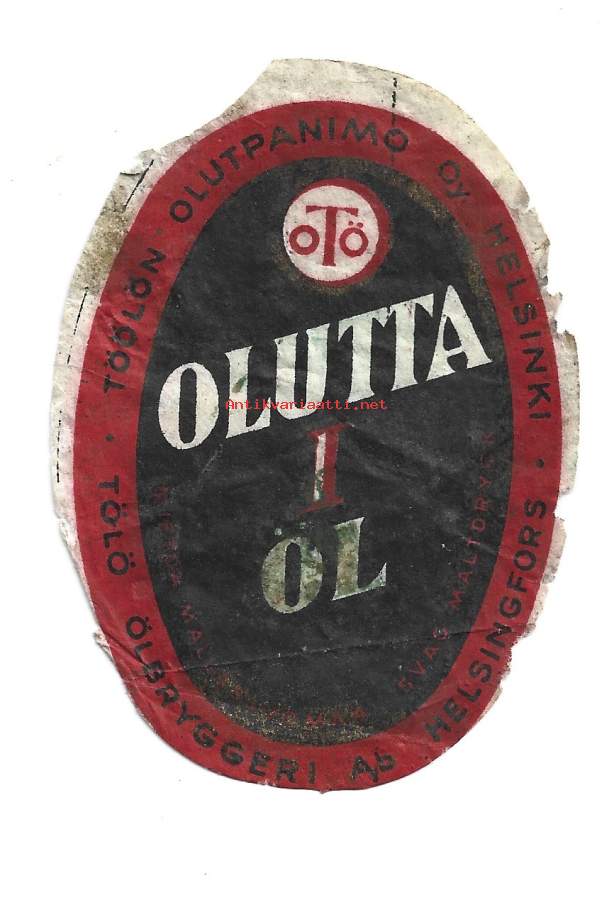 TÖÖLÖN · OLUTPANIMO OY HELSINKI ·
TÖLÖ ÖLBRYGGERI AB HELSINGFORS ·
OTÖ
OLUTTA
Antikvariaatti.net
I
ÖL
SVAG MALTDRYCK